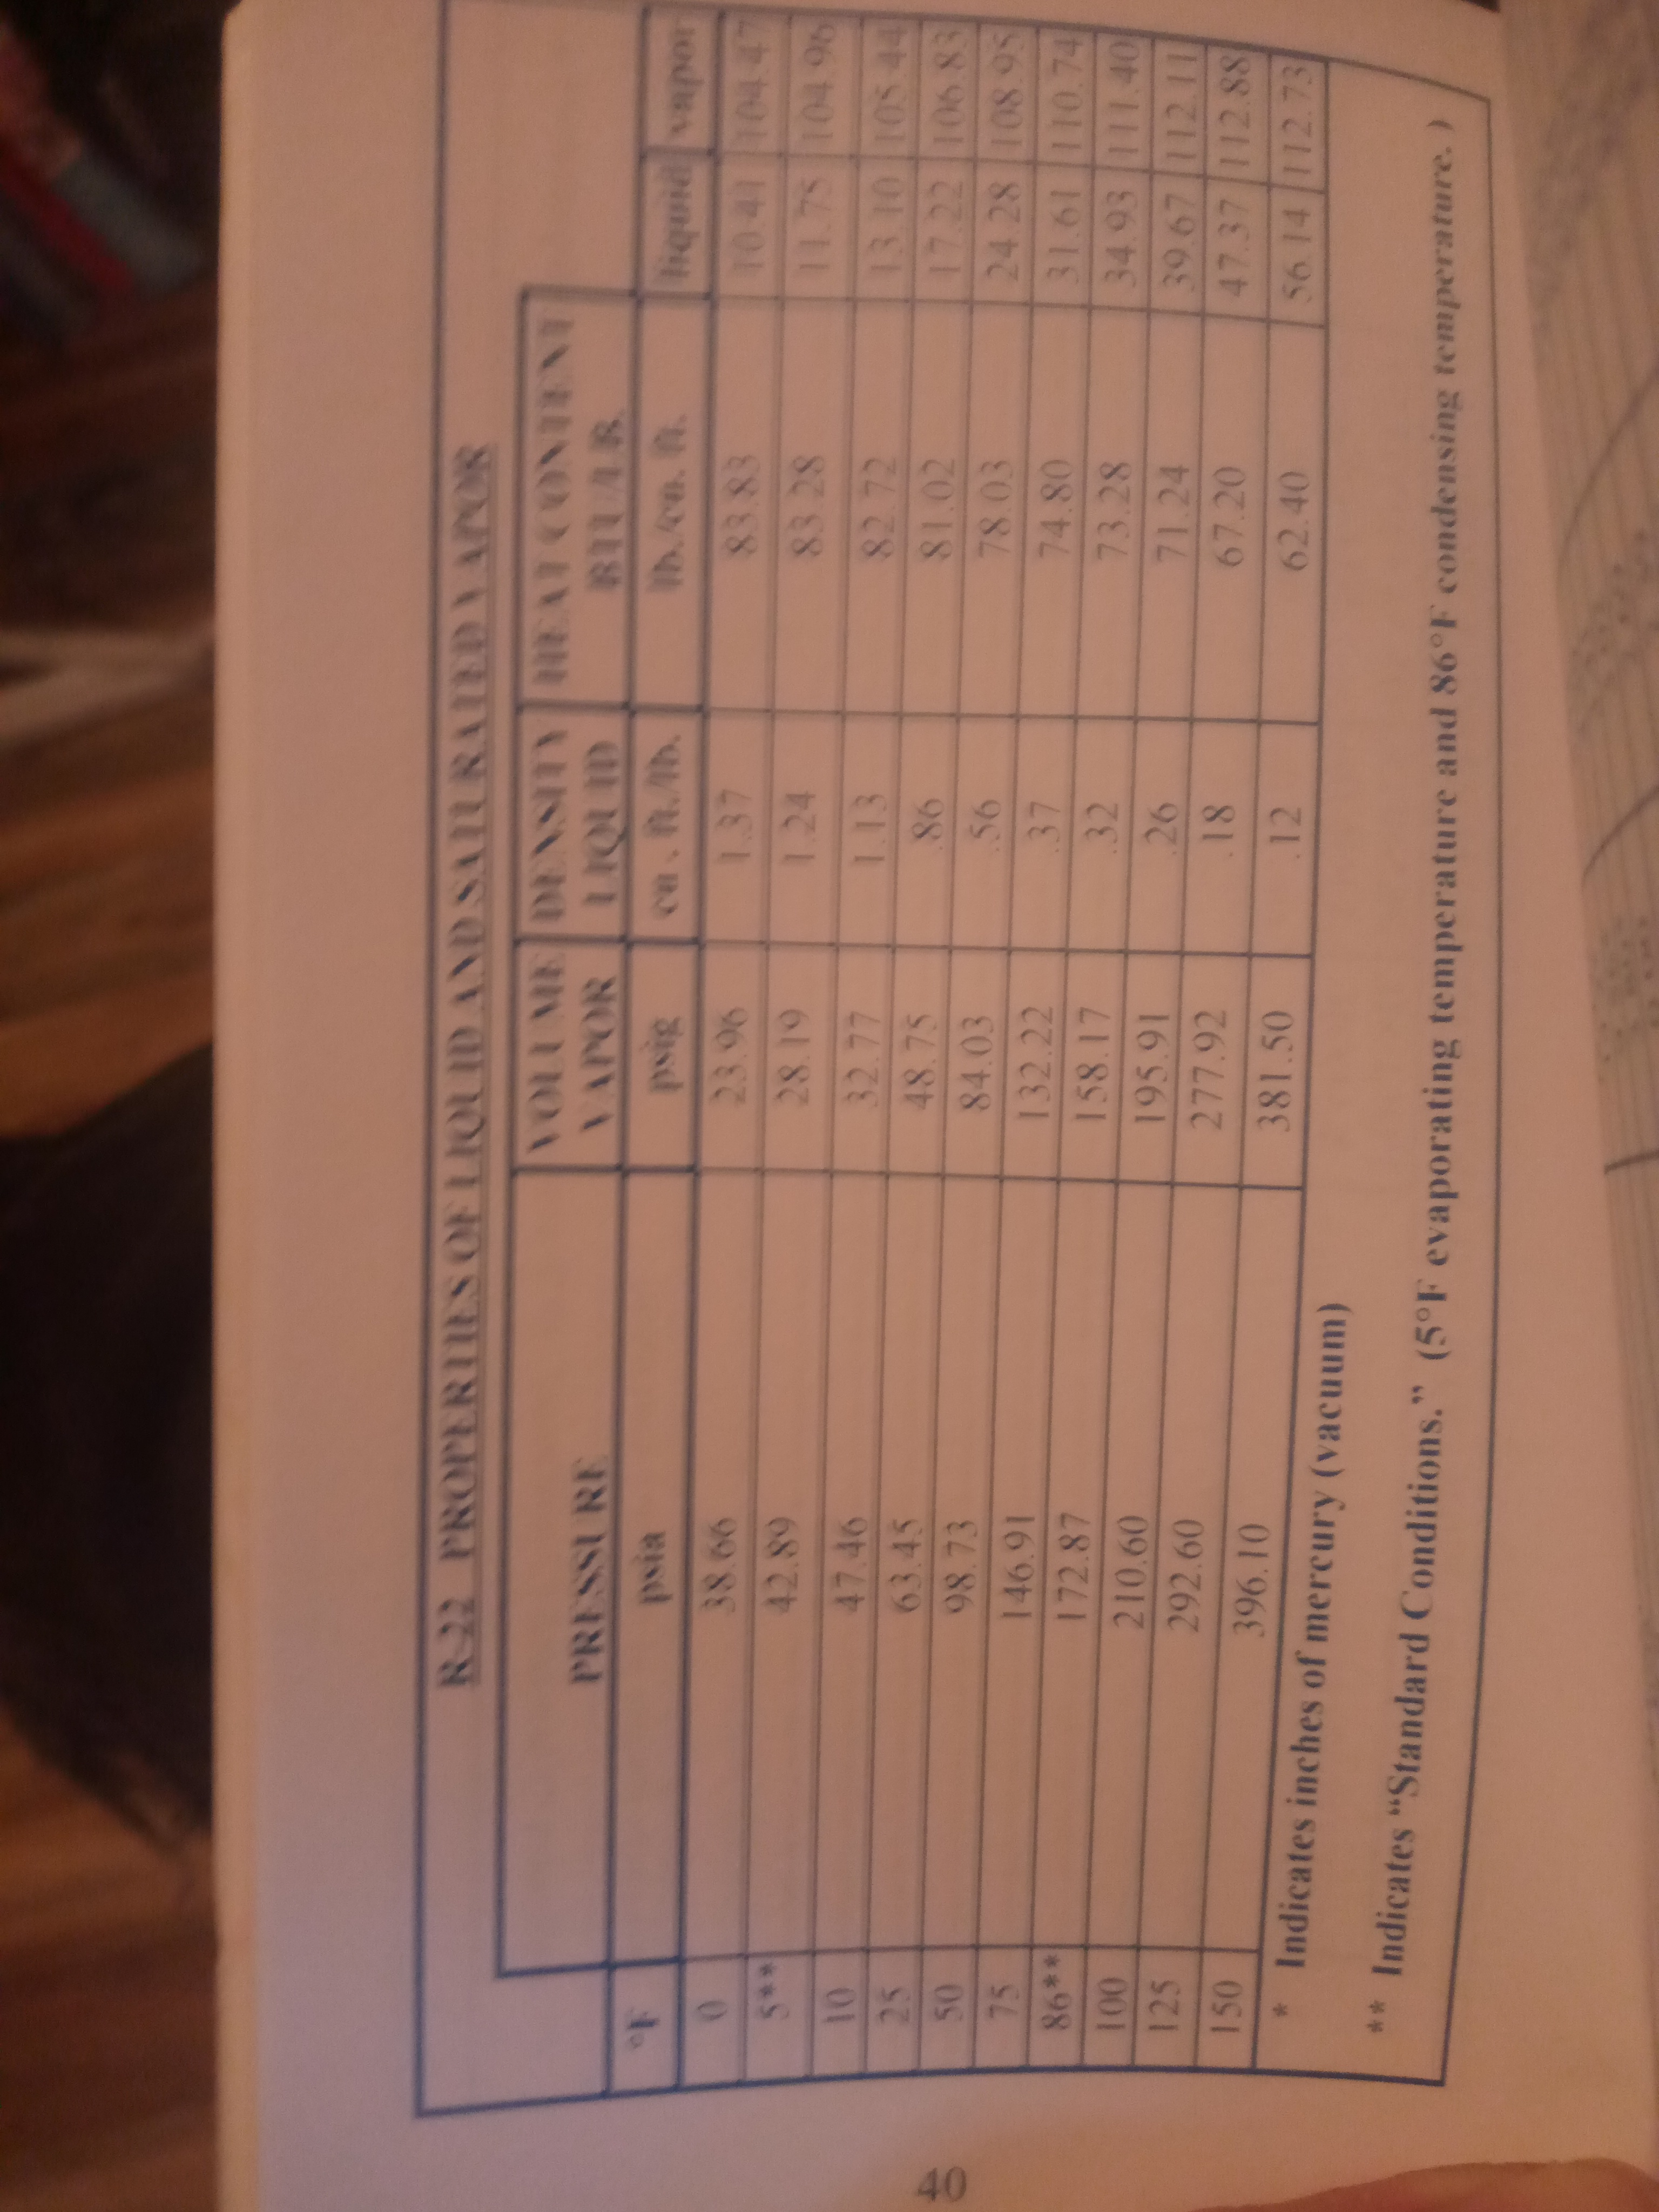 R-22 PROPERTIES OF LIQUID AND SATURATED VAPOR
PRESSURE VOLUME VAPOR DENSITY LIQUID HEAT CONTENT BTU/LB.
°F psia psig cu. ft./lb. lb./cu. ft. liquid vapor
0 38.66 23.96 1.37 83.83 10.41 104.47
5** 42.89 28.19 1.24 83.28 11.75 104.96
10 47.46 32.77 1.13 82.72 13.10 105.44
25 63.45 48.75 .86 81.02 17.22 106.83
50 98.73 84.03 .56 78.03 24.28 108.95
75 146.91 132.22 .37 74.80 31.61 110.74
86** 172.87 158.17 .32 73.28 34.93 111.40
100 210.60 195.91 .26 71.24 39.67 112.11
125 292.60 277.92 .18 67.20 47.37 112.88
150 396.10 381.50 .12 62.40 56.14 112.73
* Indicates inches of mercury (vacuum)
** Indicates “Standard Conditions.” (5°F evaporating temperature and 86°F condensing temperature.)
40